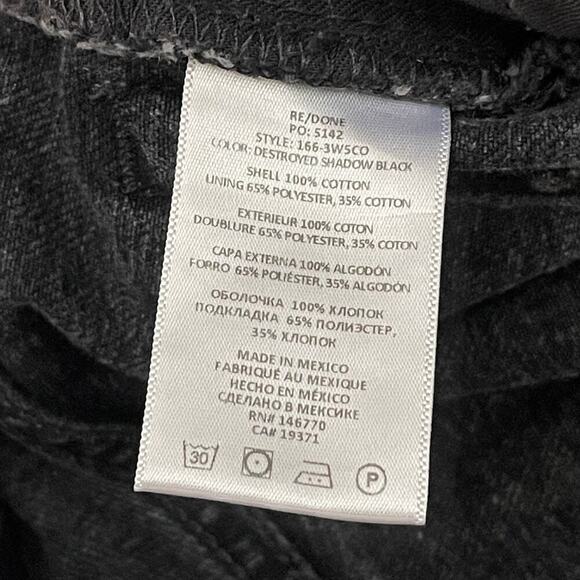 RE/DONE
PO: 5142
STYLE: 166-3W5CO
COLOR: DESTROYED SHADOW BLACK
SHELL 100% COTTON
LINING 65% POLYESTER, 35% COTTON
EXTERIEUR 100% COTON
DOUBLURE 65% POLYESTER, 35% COTON
CAPA EXTERNA 100% ALGODÓN
FORRO 65% POLIÉSTER, 35% ALGODÓN
ОБОЛОЧКА 100% ХЛОПОК
ПОДКЛАДКА 65% ПОЛИЭСТЕР,
35% ХЛОПОК
MADE IN MEXICO
FABRIQUÉ AU MEXIQUE
HECHO EN MÉXICO
СДЕЛАНО В МЕКСИКЕ
RN# 146770
CA# 19371
30 P